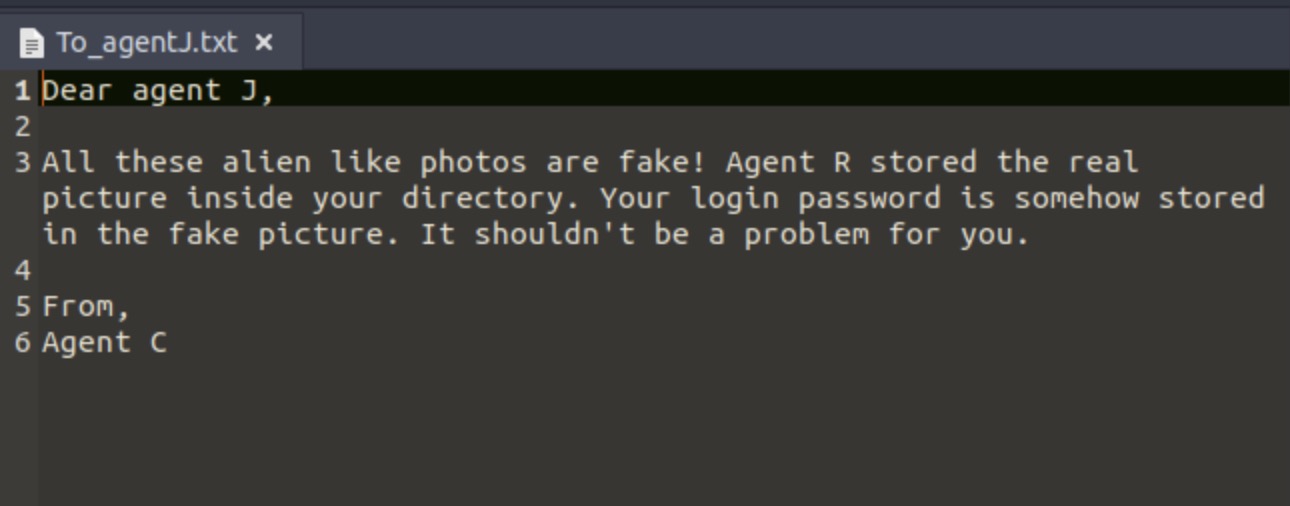 To_agentJ.txt ×
1 Dear agent J,
2
3 All these alien like photos are fake! Agent R stored the real
picture inside your directory. Your login password is somehow stored
in the fake picture. It shouldn't be a problem for you.
4
5 From,
6 Agent C